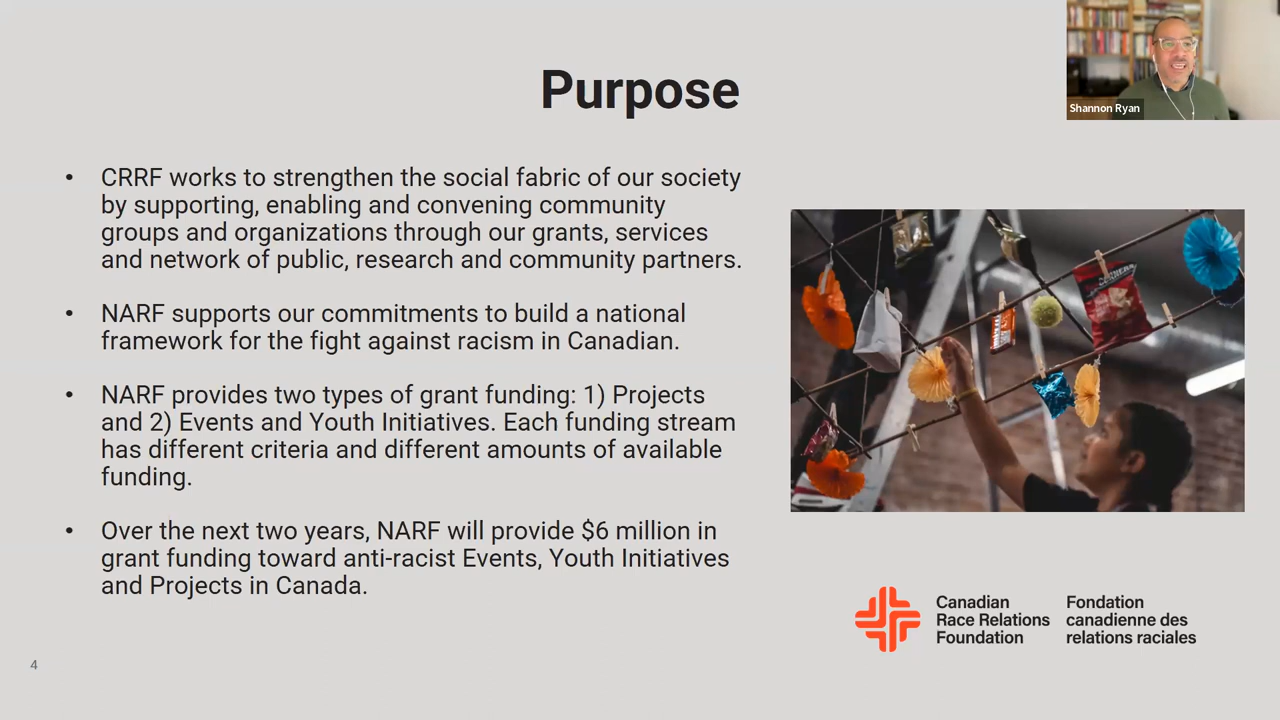 Purpose
Shannon Ryan
• CRRF works to strengthen the social fabric of our society
by supporting, enabling and convening community
groups and organizations through our grants, services
and network of public, research and community partners.
• NARF supports our commitments to build a national
framework for the fight against racism in Canadian.
• NARF provides two types of grant funding: 1) Projects
and 2) Events and Youth Initiatives. Each funding stream
has different criteria and different amounts of available
funding.
• Over the next two years, NARF will provide $6 million in
grant funding toward anti-racist Events, Youth Initiatives
and Projects in Canada.
Canadian
Race Relations
Foundation
Fondation
canadienne des
relations raciales
4